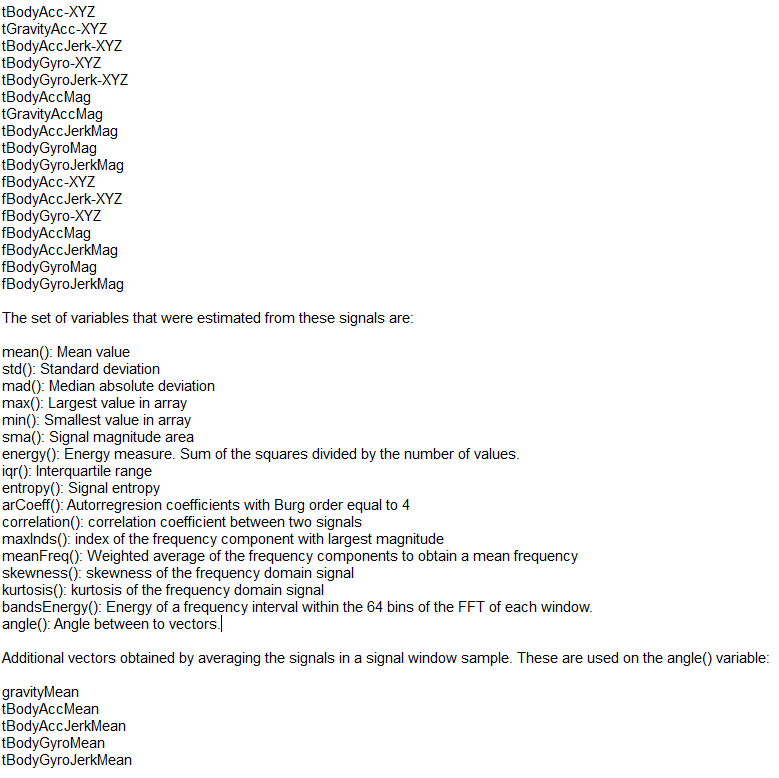 tBodyAcc-XYZ
tGravityAcc-XYZ
tBodyAccJerk-XYZ
tBodyGyro-XYZ
tBodyGyroJerk-XYZ
tBodyAccMag
tGravityAccMag
tBodyAccJerkMag
tBodyGyroMag
tBodyGyroJerkMag
fBodyAcc-XYZ
fBodyAccJerk-XYZ
fBodyGyro-XYZ
fBodyAccMag
fBodyAccJerkMag
fBodyGyroMag
fBodyGyroJerkMag
The set of variables that were estimated from these signals are:
mean(): Mean value
std(): Standard deviation
mad(): Median absolute deviation
max(): Largest value in array
min(): Smallest value in array
sma(): Signal magnitude area
energy(): Energy measure. Sum of the squares divided by the number of values.
iqr(): Interquartile range
entropy(): Signal entropy
arCoeff(): Autorregresion coefficients with Burg order equal to 4
correlation(): correlation coefficient between two signals
maxInds(): index of the frequency component with largest magnitude
meanFreq(): Weighted average of the frequency components to obtain a mean frequency
skewness(): skewness of the frequency domain signal
kurtosis(): kurtosis of the frequency domain signal
bandsEnergy(): Energy of a frequency interval within the 64 bins of the FFT of each window.
angle(): Angle between to vectors.
Additional vectors obtained by averaging the signals in a signal window sample. These are used on the angle() variable:
gravityMean
tBodyAccMean
tBodyAccJerkMean
tBodyGyroMean
tBodyGyroJerkMean